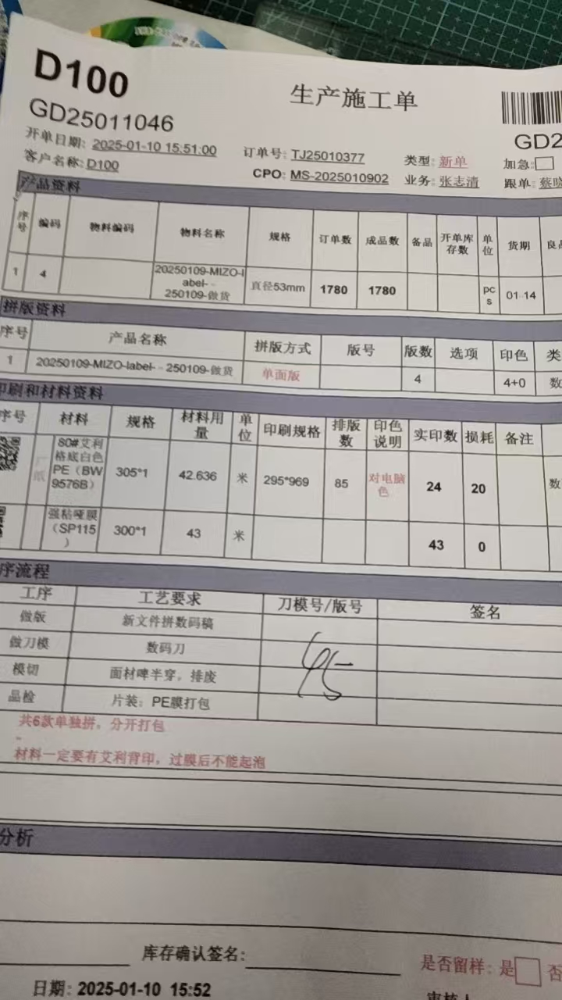 D100
生产施工单
GD25011046
GD2
开单日期: 2025-01-10 15:51:00 订单号: TJ25010377 类型: 新单 加急:
客户名称: D100 CPO: MS-2025010902 业务: 张志清 跟单:
产品资料
序号 编码 物料编码 物料名称 规格 订单数 成品数 备品 开单库存数 单位 货期
1 4 20250109-MIZO-label- - 250109-做货 直径53mm 1780 1780 pcs 01-14
拼版资料
序号 产品名称 拼版方式 版号 版数 选项 印色 类
1 20250109-MIZO-label- - 250109-做货 单面版 4 4+0 数
印刷和材料资料
序号 材料 规格 材料用量 单位 印刷规格 排版数 印色说明 实印数 损耗 备注
80#艾利格底白色PE（BW9576B） 305*1 42.636 米 295*969 85 对电脑色 24 20 数
强粘哑膜（SP115） 300*1 43 米 43 0
序流程
工序 工艺要求 刀模号/版号 签名
做版 新文件拼数码稿
做刀模 数码刀
模切 面材啤半穿，排废
品检 片装：PE膜打包
共6款单独拼，分开打包
材料一定要有艾利背印，过膜后不能起泡
分析
库存确认签名: 是否留样: 是 否
日期: 2025-01-10 15:52